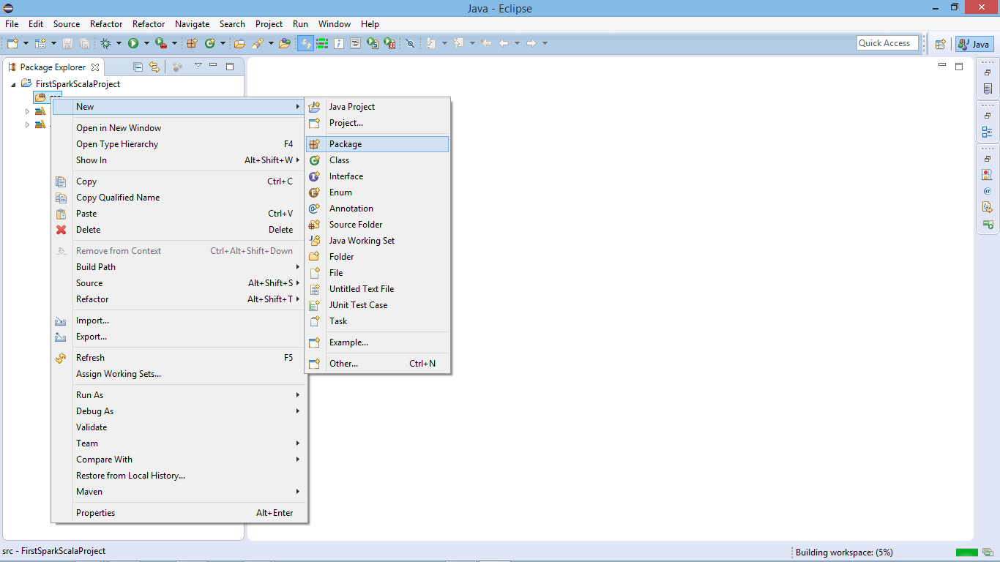 Java - Eclipse
File Edit Source Refactor Refactor Navigate Search Project Run Window Help
Quick Access Java
Package Explorer
FirstSparkScalaProject
New
Open in New Window
Open Type Hierarchy F4
Show In Alt+Shift+W
Copy Ctrl+C
Copy Qualified Name
Paste Ctrl+V
Delete Delete
Remove from Context Ctrl+Alt+Shift+Down
Build Path
Source Alt+Shift+S
Refactor Alt+Shift+T
Import...
Export...
Refresh F5
Assign Working Sets...
Run As
Debug As
Validate
Team
Compare With
Restore from Local History...
Maven
Properties Alt+Enter
Java Project
Project...
Package
Class
Interface
Enum
Annotation
Source Folder
Java Working Set
Folder
File
Untitled Text File
JUnit Test Case
Task
Example...
Other... Ctrl+N
src - FirstSparkScalaProject
Building workspace: (5%)